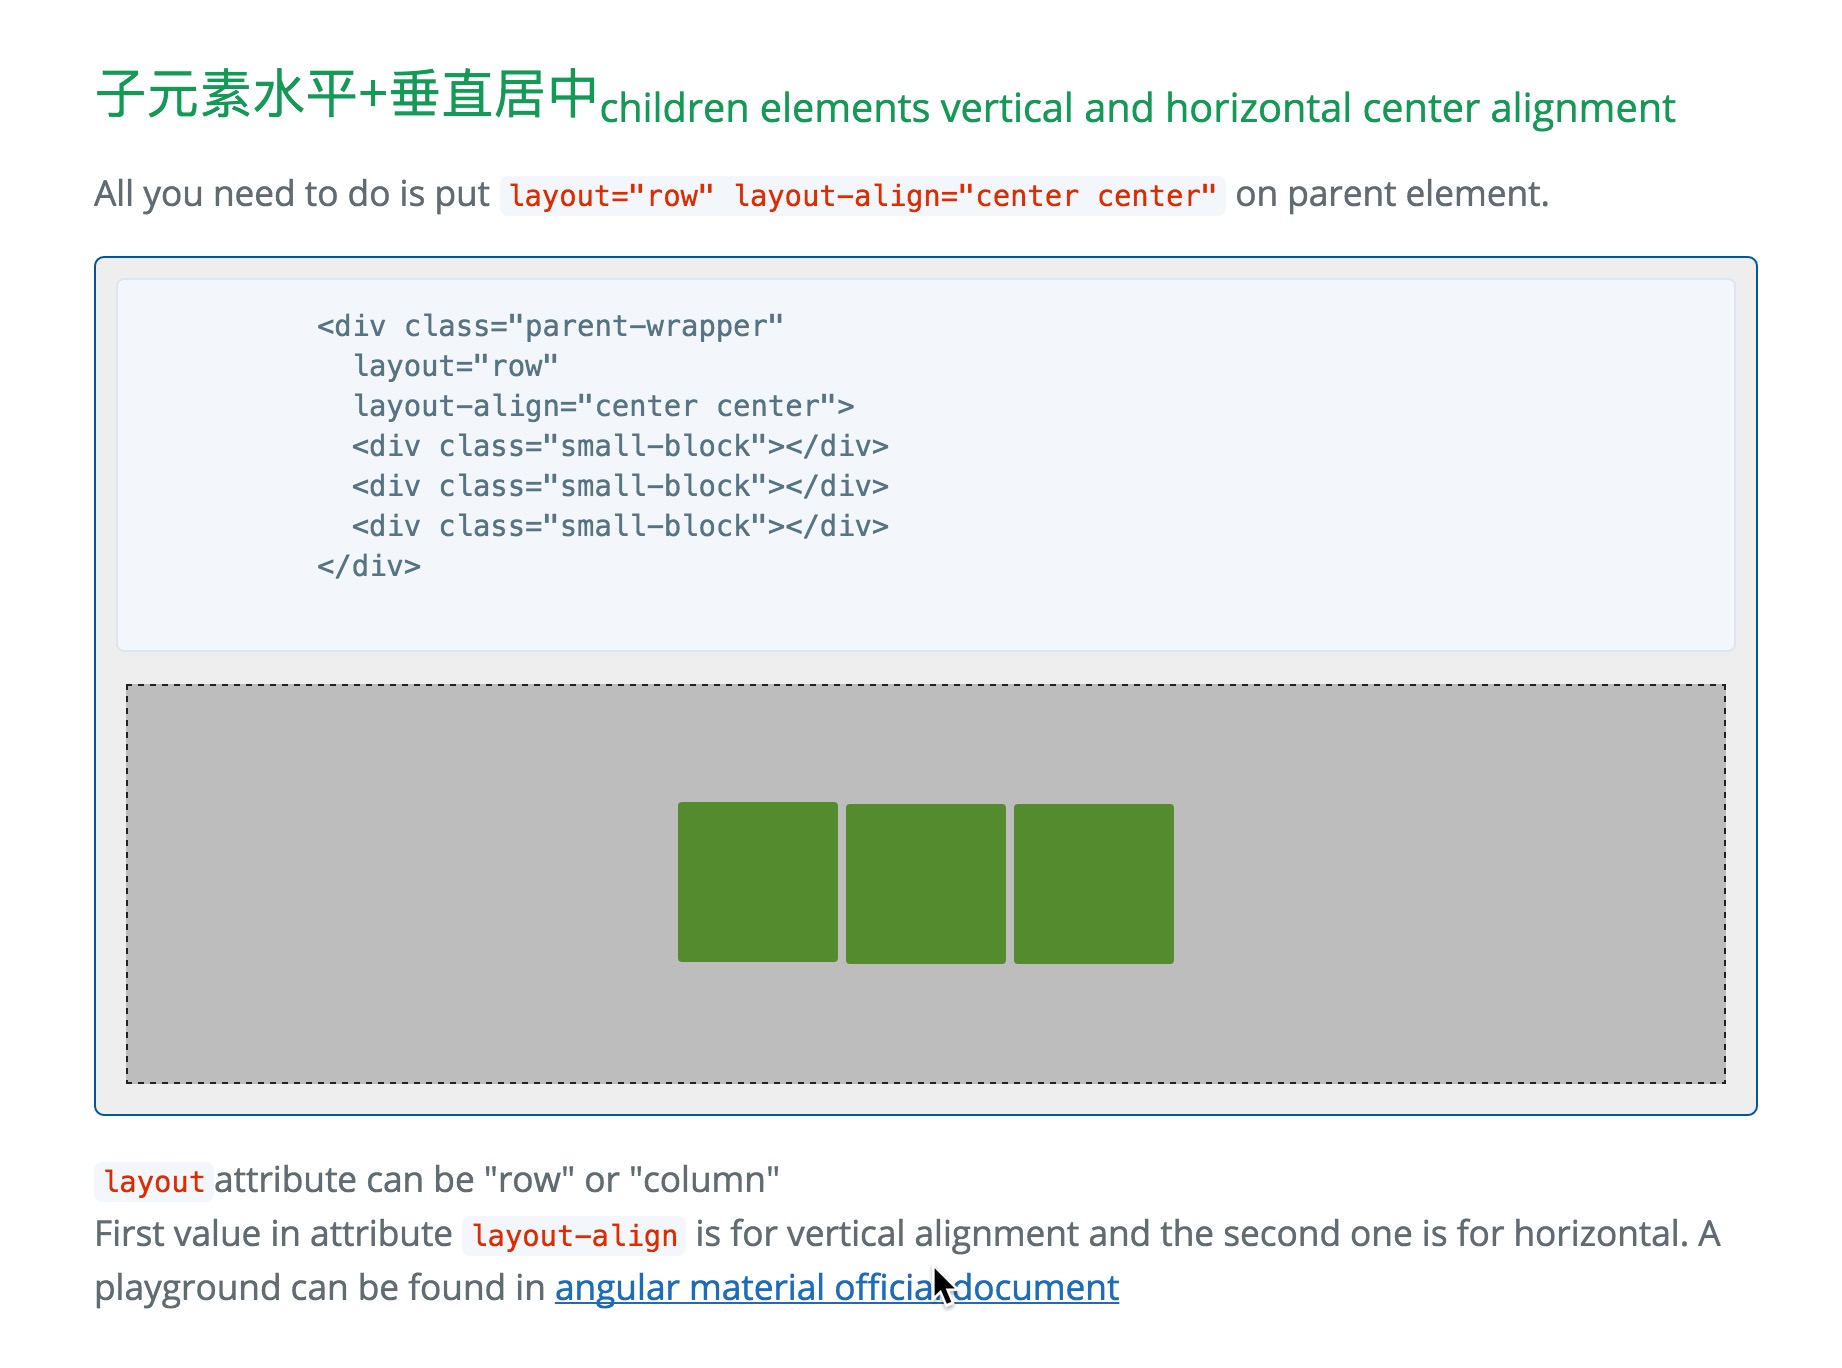 子元素水平+垂直居中children elements vertical and horizontal center alignment
All you need to do is put layout="row" layout-align="center center" on parent element.
<div class="parent-wrapper"
layout="row"
layout-align="center center">
<div class="small-block"></div>
<div class="small-block"></div>
<div class="small-block"></div>
</div>
layout attribute can be "row" or "column"
First value in attribute layout-align is for vertical alignment and the second one is for horizontal. A
playground can be found in angular material official document